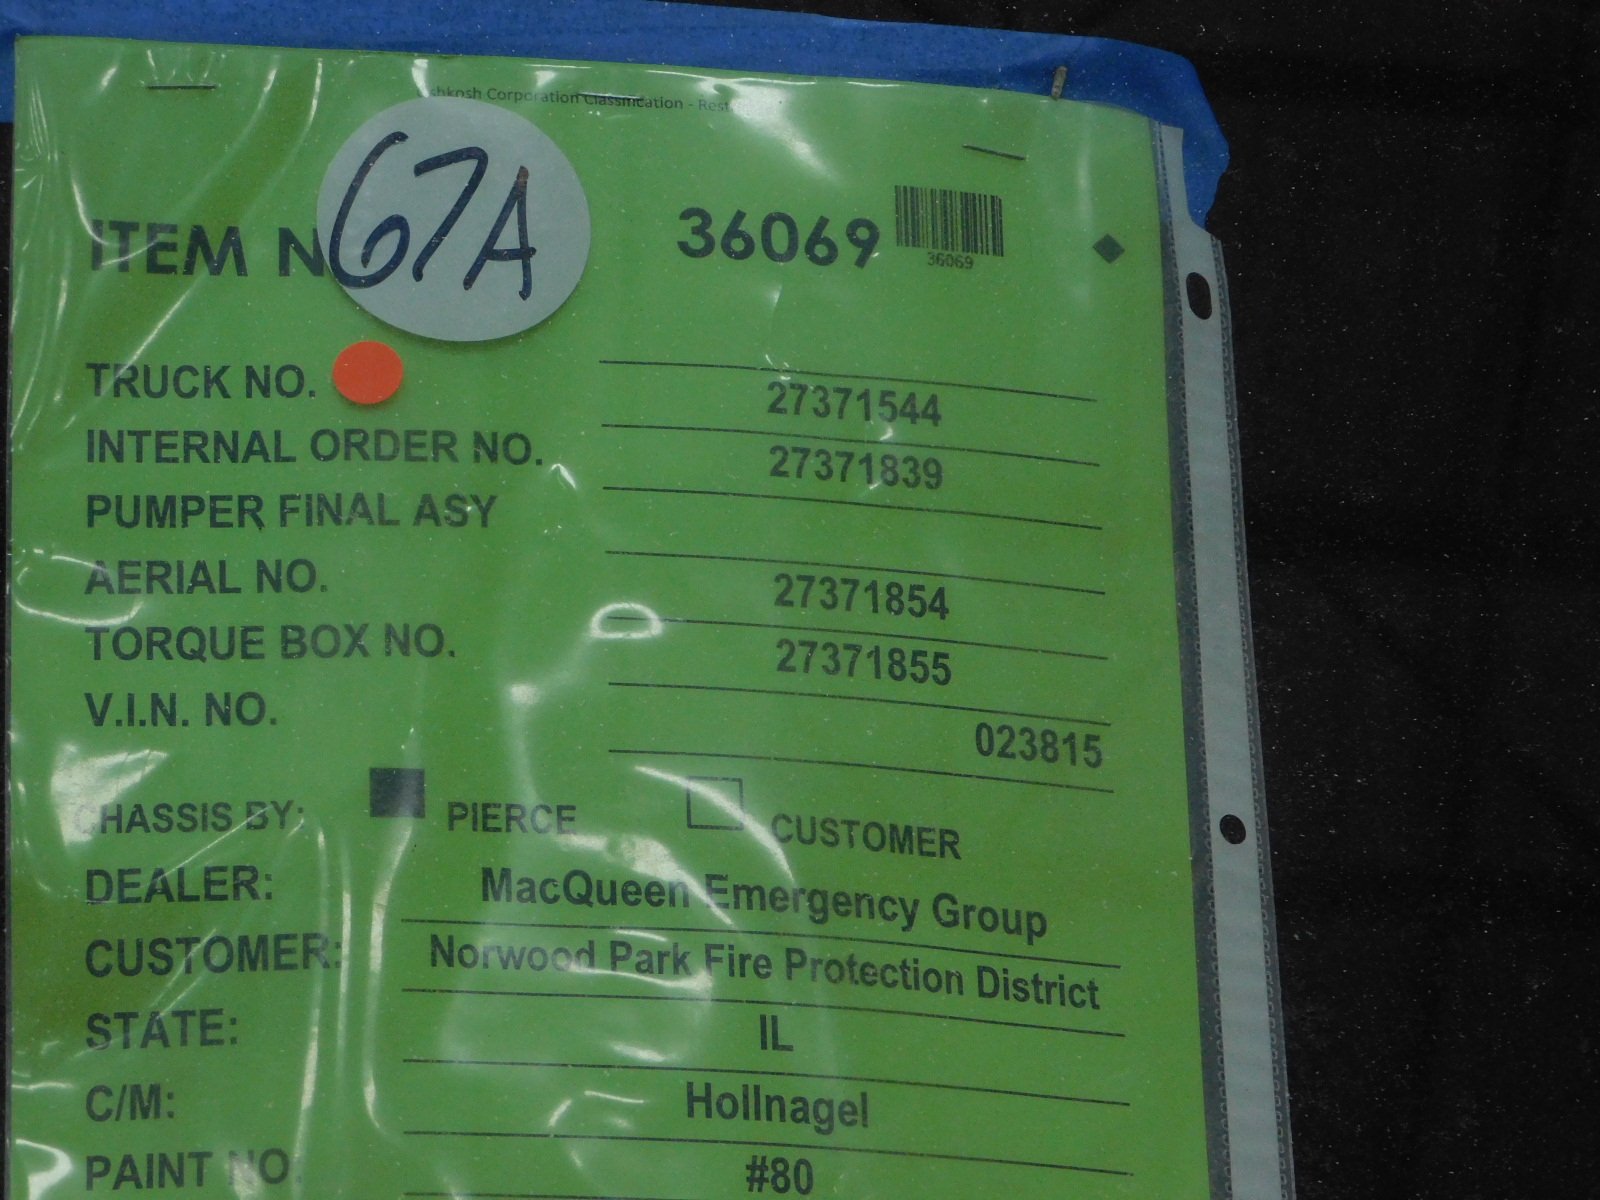 shkosh Corporation Classification - Rest
67A
ITEM N 36069
36069
TRUCK NO. 27371544
INTERNAL ORDER NO. 27371839
PUMPER FINAL ASY
AERIAL NO. 27371854
TORQUE BOX NO. 27371855
V.I.N. NO. 023815
CHASSIS BY: PIERCE CUSTOMER
DEALER: MacQueen Emergency Group
CUSTOMER: Norwood Park Fire Protection District
STATE: IL
C/M: Hollnagel
PAINT NO. #80